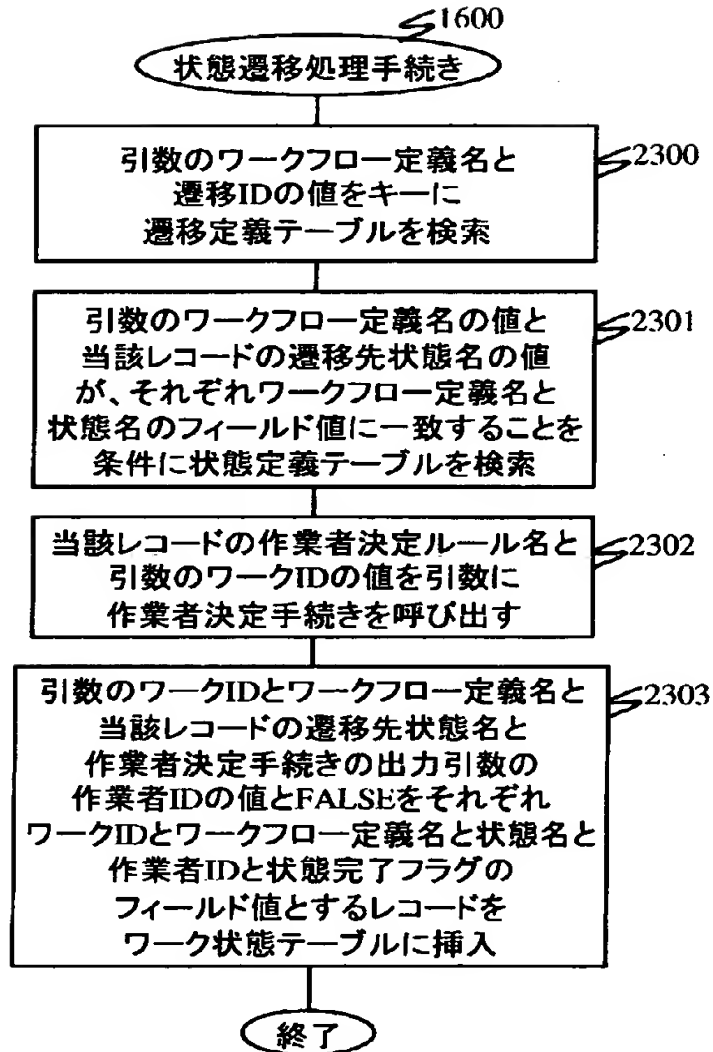 1600
状態遷移処理手続き
引数のワークフロー定義名と
遷移IDの値をキーに
遷移定義テーブルを検索
2300
引数のワークフロー定義名の値と
当該レコードの遷移先状態名の値
が、それぞれワークフロー定義名と
状態名のフィールド値に一致することを
条件に状態定義テーブルを検索
2301
当該レコードの作業者決定ルール名と
引数のワークIDの値を引数に
作業者決定手続きを呼び出す
2302
引数のワークIDとワークフロー定義名と
当該レコードの遷移先状態名と
作業者決定手続きの出力引数の
作業者IDの値とFALSEをそれぞれ
ワークIDとワークフロー定義名と状態名と
作業者IDと状態完了フラグの
フィールド値とするレコードを
ワーク状態テーブルに挿入
2303
終了